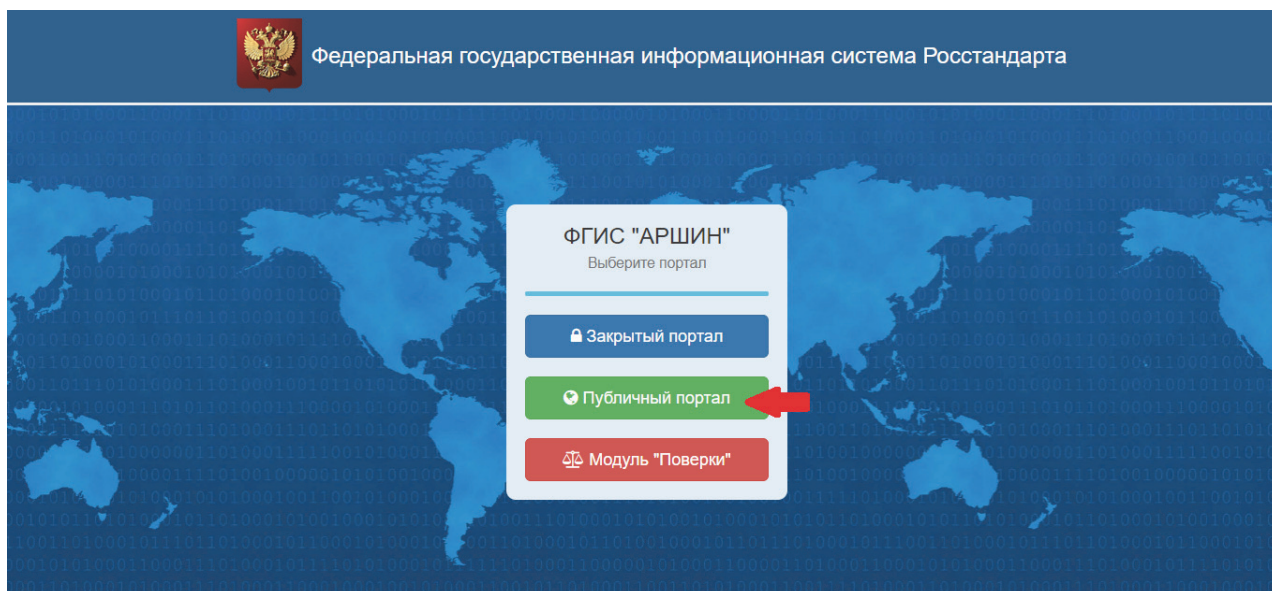 Федеральная государственная информационная система Росстандарта
ФГИС "АРШИН"
Выберите портал
Закрытый портал
Публичный портал
Модуль "Поверки"